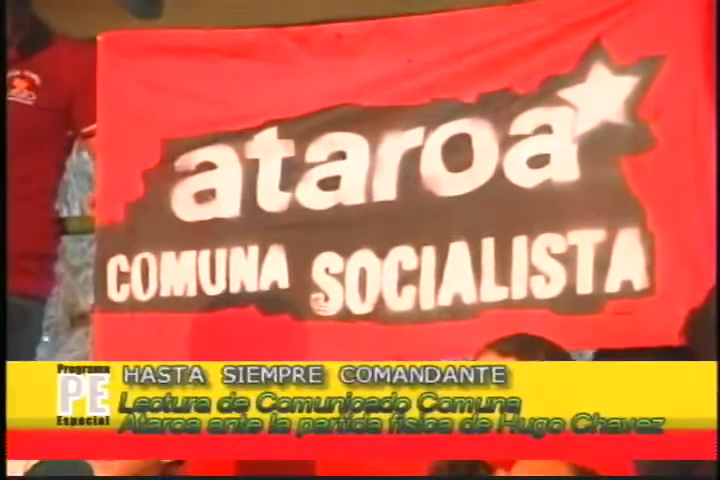 ataroa
COMUNA SOCIALISTA
Programa
PE
Especial
HASTA SIEMPRE COMANDANTE
Lectura de Comunicado Comuna
Ataroa ante la partida fisica de Hugo Chavez